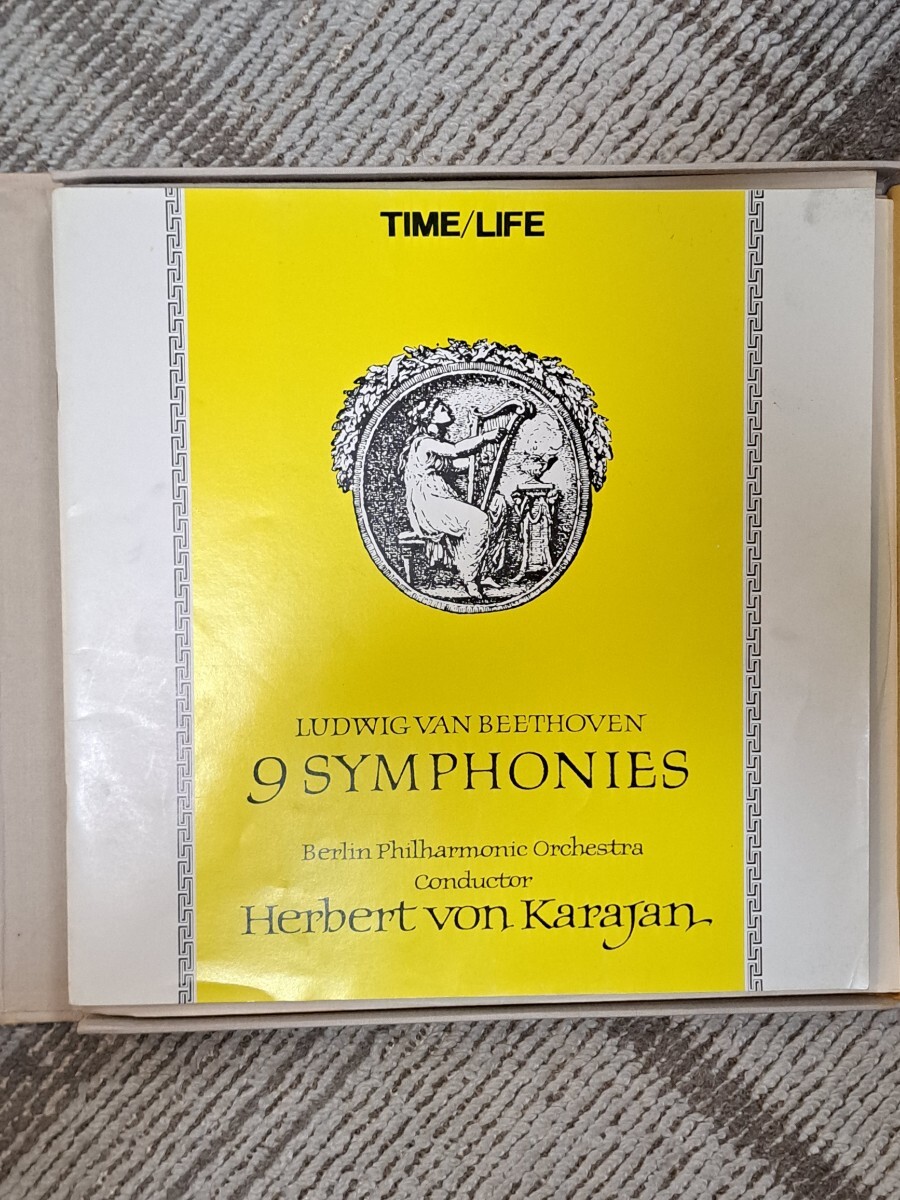 TIME/LIFE
LUDWIG VAN BEETHOVEN
9 SYMPHONIES
Berlin Philharmonic Orchestra
Conductor
Herbert von Karajan